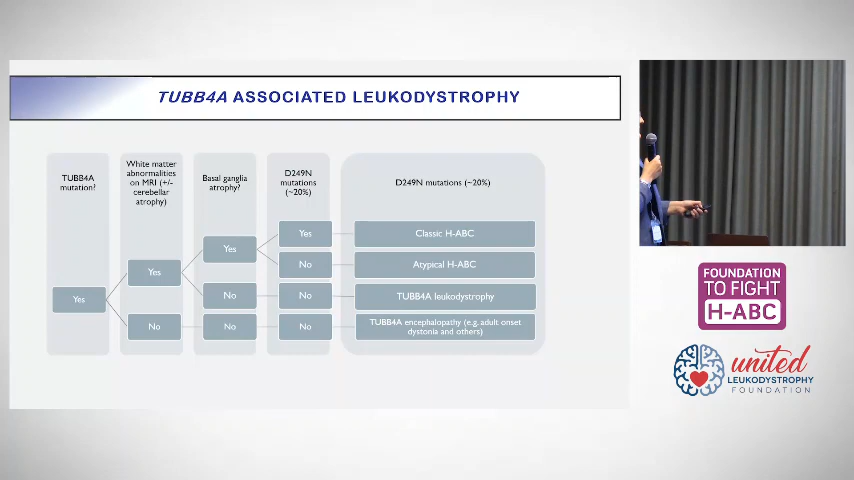 TUBB4A ASSOCIATED LEUKODYSTROPHY
TUBB4A
mutation?
White matter
abnormalities
on MRI (+/-
cerebellar
atrophy)
Basal ganglia
atrophy?
D249N
mutations
(~20%)
D249N mutations (~20%)
Yes
Yes
No
Yes
No
No
Yes
No
No
No
Classic H-ABC
Atypical H-ABC
TUBB4A leukodystrophy
TUBB4A encephalopathy (e.g. adult onset
dystonia and others)
FOUNDATION
TO FIGHT
H-ABC
united
LEUKODYSTROPHY
FOUNDATION